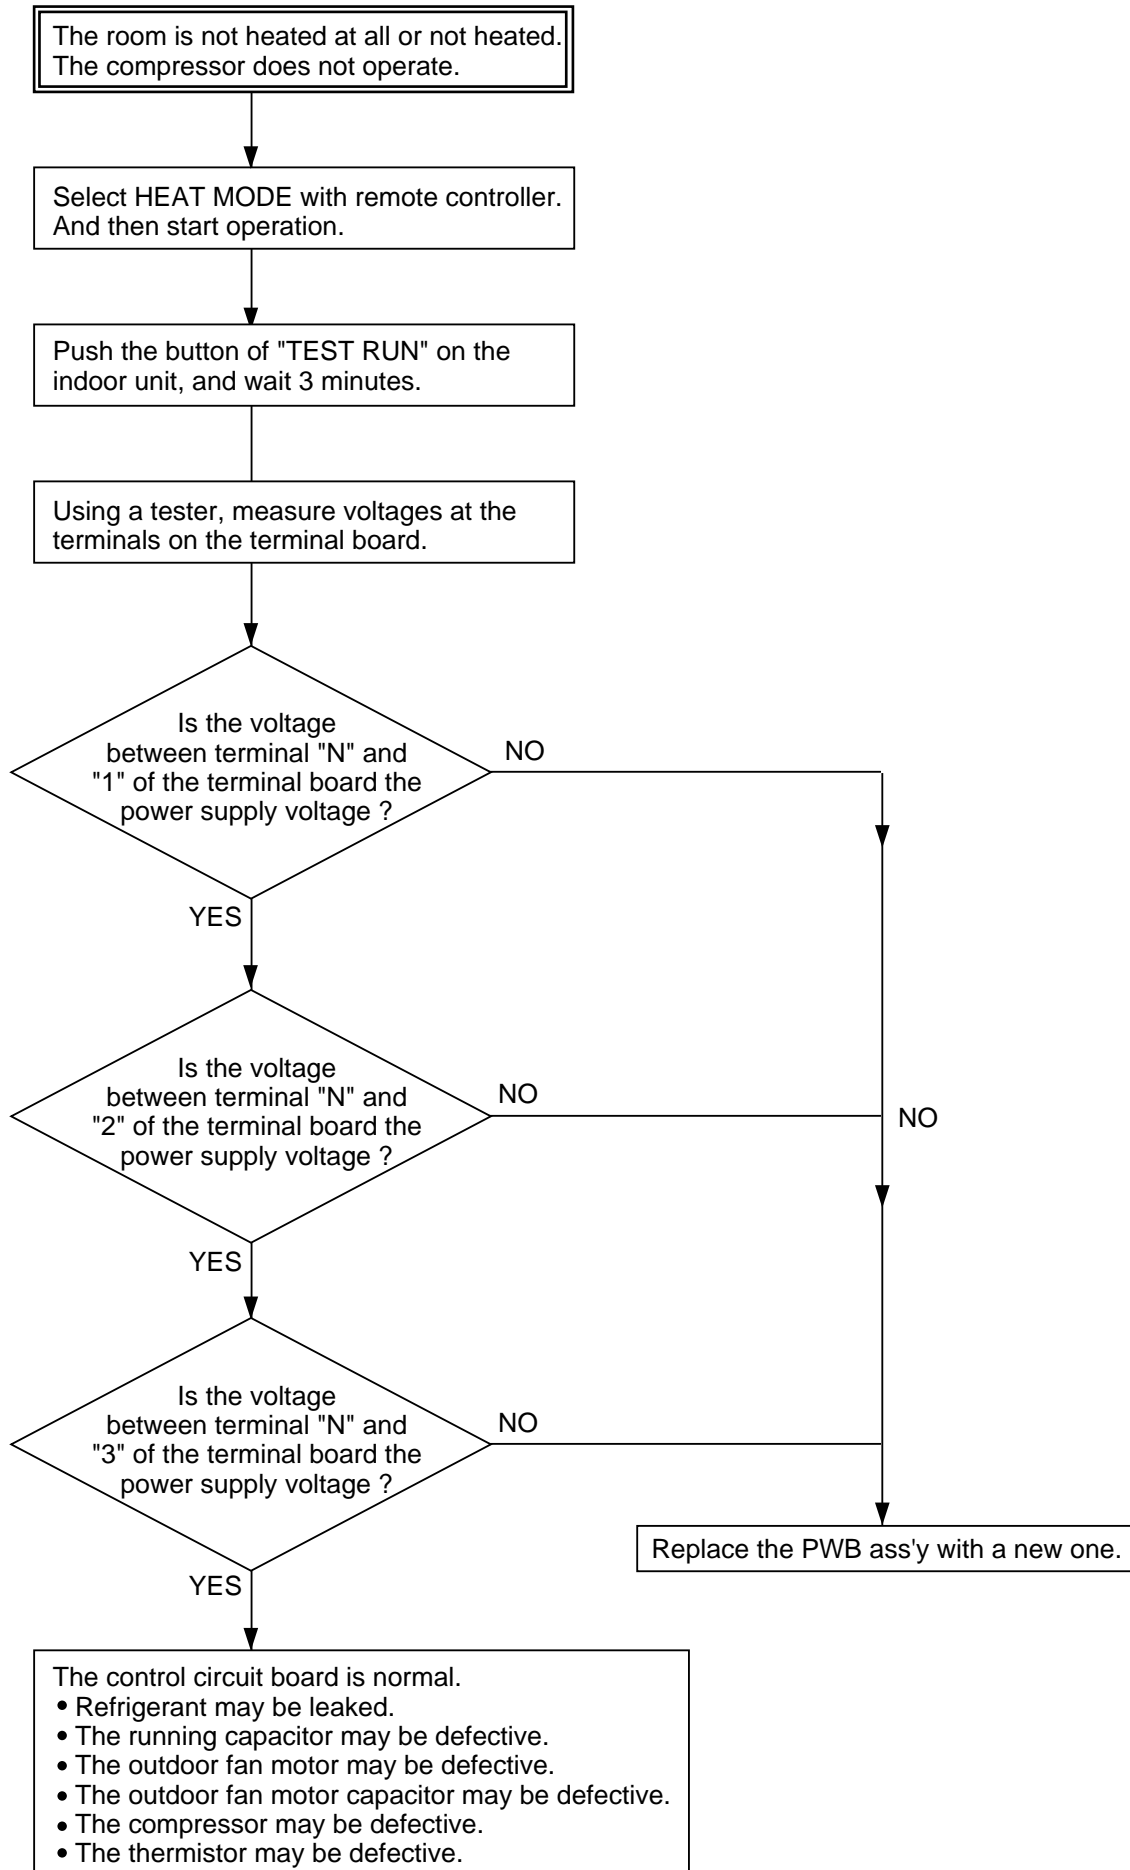 The room is not heated at all or not heated.
The compressor does not operate.
Select HEAT MODE with remote controller.
And then start operation.
Push the button of "TEST RUN" on the
indoor unit, and wait 3 minutes.
Using a tester, measure voltages at the
terminals on the terminal board.
Is the voltage
between terminal "N" and
"1" of the terminal board the
power supply voltage ?
NO
YES
Is the voltage
between terminal "N" and
"2" of the terminal board the
power supply voltage ?
NO
NO
YES
Is the voltage
between terminal "N" and
"3" of the terminal board the
power supply voltage ?
NO
YES
Replace the PWB ass'y with a new one.
The control circuit board is normal.
• Refrigerant may be leaked.
• The running capacitor may be defective.
• The outdoor fan motor may be defective.
• The outdoor fan motor capacitor may be defective.
• The compressor may be defective.
• The thermistor may be defective.